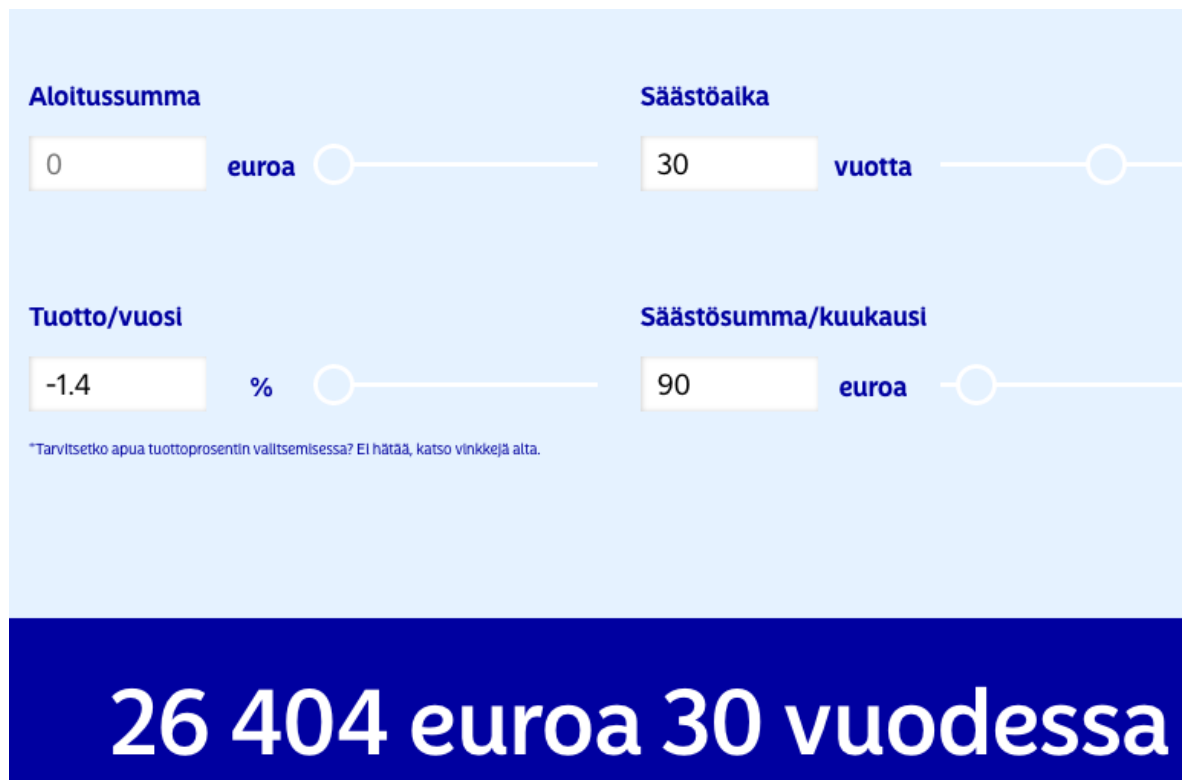 Aloitussumma
0 euroa
Säästöaika
30 vuotta
Tuotto/vuosi
-1.4 %
*Tarvitsetko apua tuottoprosentin valitsemisessa? Ei hätää, katso vinkkejä alta.
Säästösumma/kuukausi
90 euroa
26 404 euroa 30 vuodessa